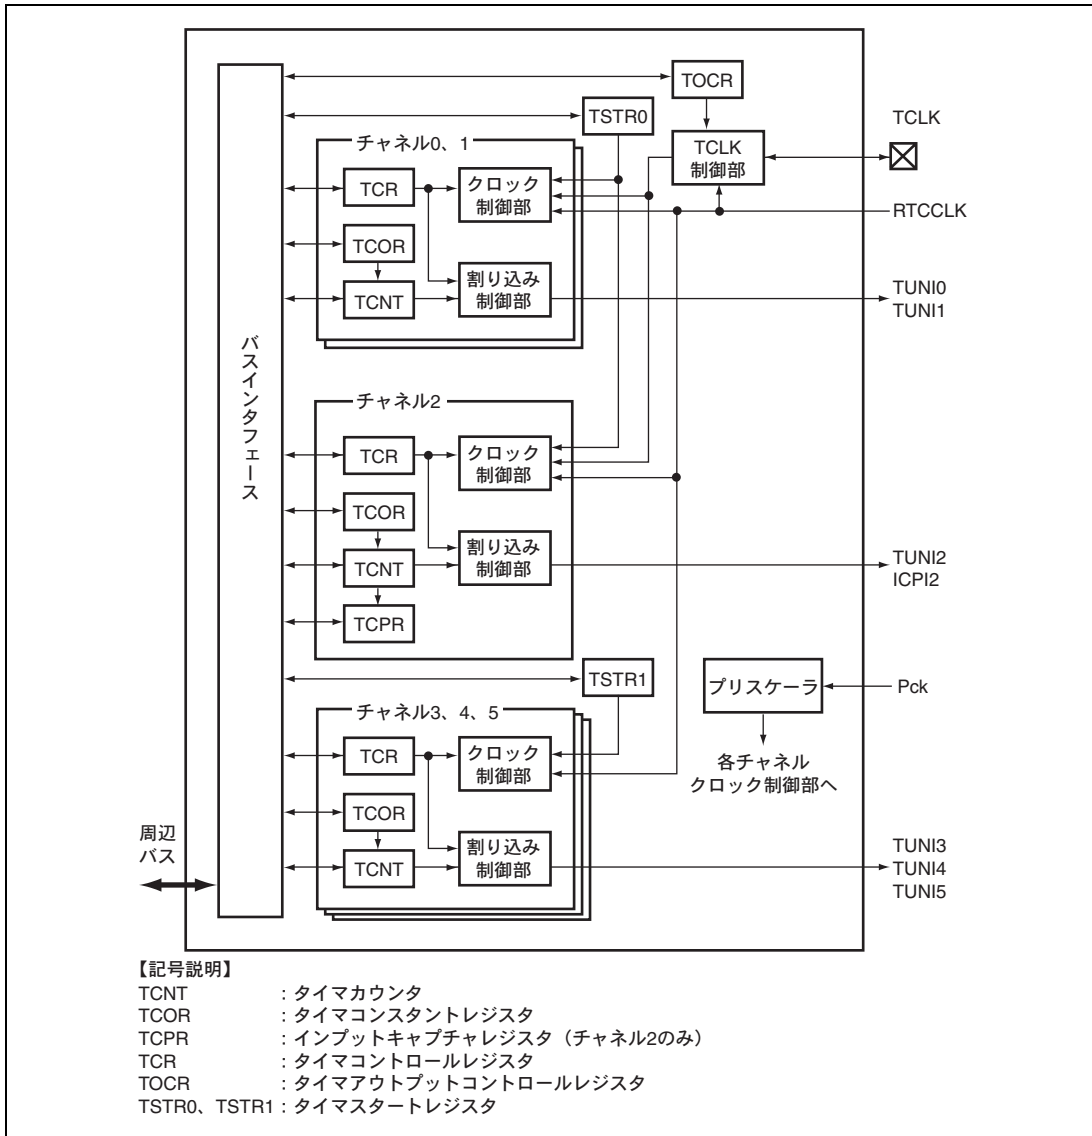 TOCR
TSTR0
TCLK
制御部
TCLK
RTCCLK
チャネル0、1
TCR
クロック
制御部
TCOR
TCNT
割り込み
制御部
TUNI0
TUNI1
バスインタフェース
チャネル2
TCR
クロック
制御部
TCOR
TCNT
割り込み
制御部
TCPR
TUNI2
ICPI2
TSTR1
プリスケーラ
Pck
各チャネル
クロック制御部へ
チャネル3、4、5
TCR
クロック
制御部
TCOR
TCNT
割り込み
制御部
TUNI3
TUNI4
TUNI5
周辺
バス
【記号説明】
TCNT : タイマカウンタ
TCOR : タイマコンスタントレジスタ
TCPR : インプットキャプチャレジスタ（チャネル2のみ）
TCR : タイマコントロールレジスタ
TOCR : タイマアウトプットコントロールレジスタ
TSTR0、TSTR1 : タイマスタートレジスタ